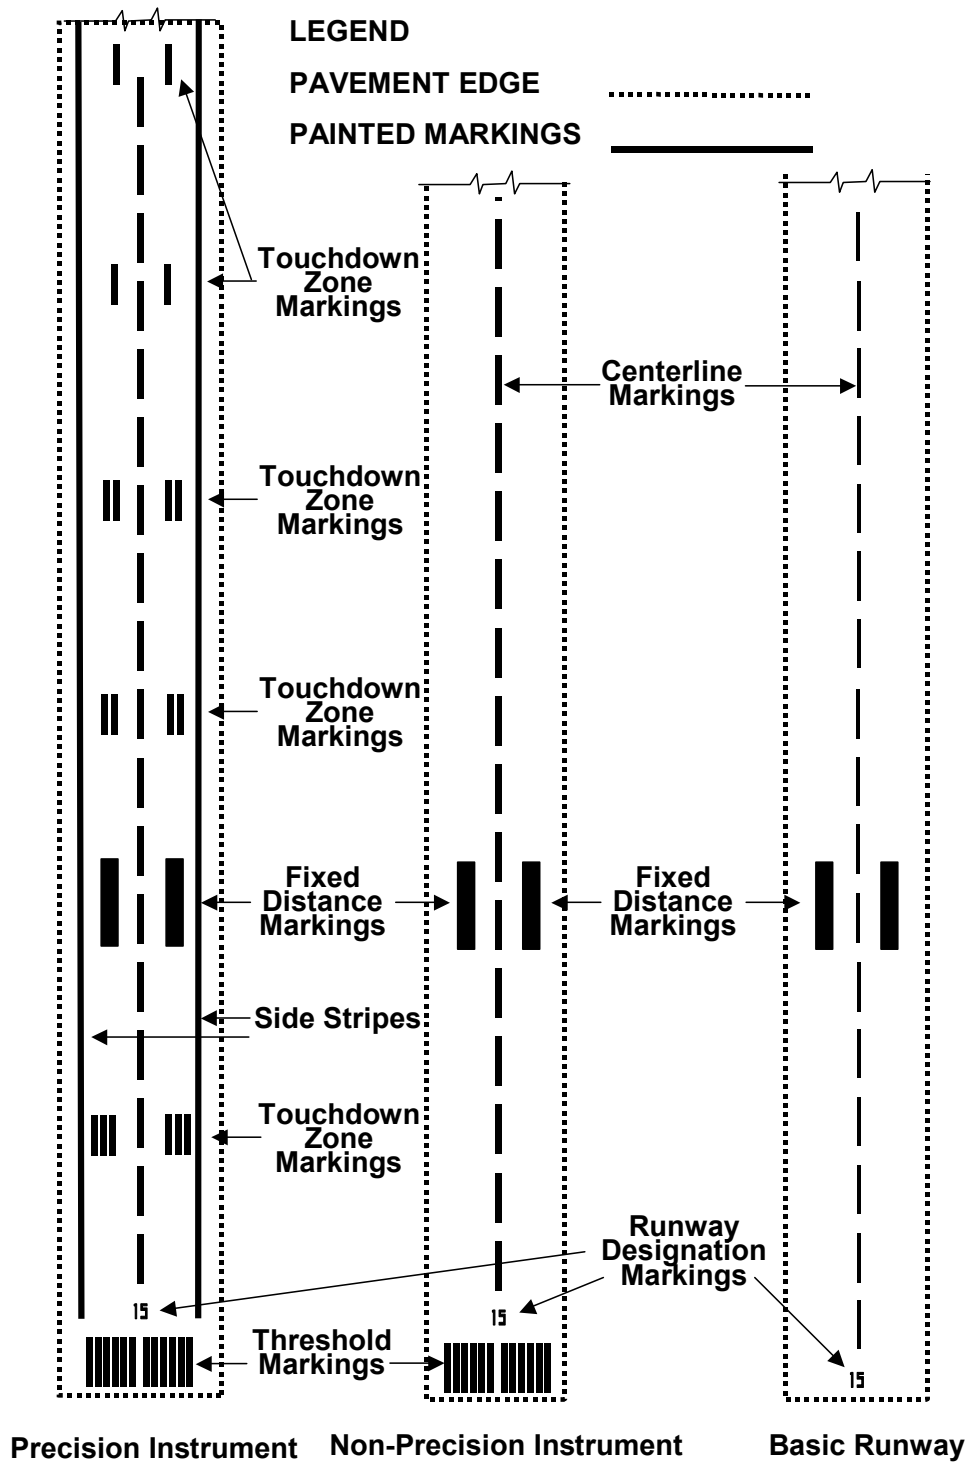 LEGEND
PAVEMENT EDGE
PAINTED MARKINGS
Touchdown
Zone
Markings
Centerline
Markings
Touchdown
Zone
Markings
Touchdown
Zone
Markings
Fixed
Distance
Markings
Fixed
Distance
Markings
Side Stripes
Touchdown
Zone
Markings
Runway
Designation
Markings
15
15
15
Threshold
Markings
Precision Instrument
Non-Precision Instrument
Basic Runway